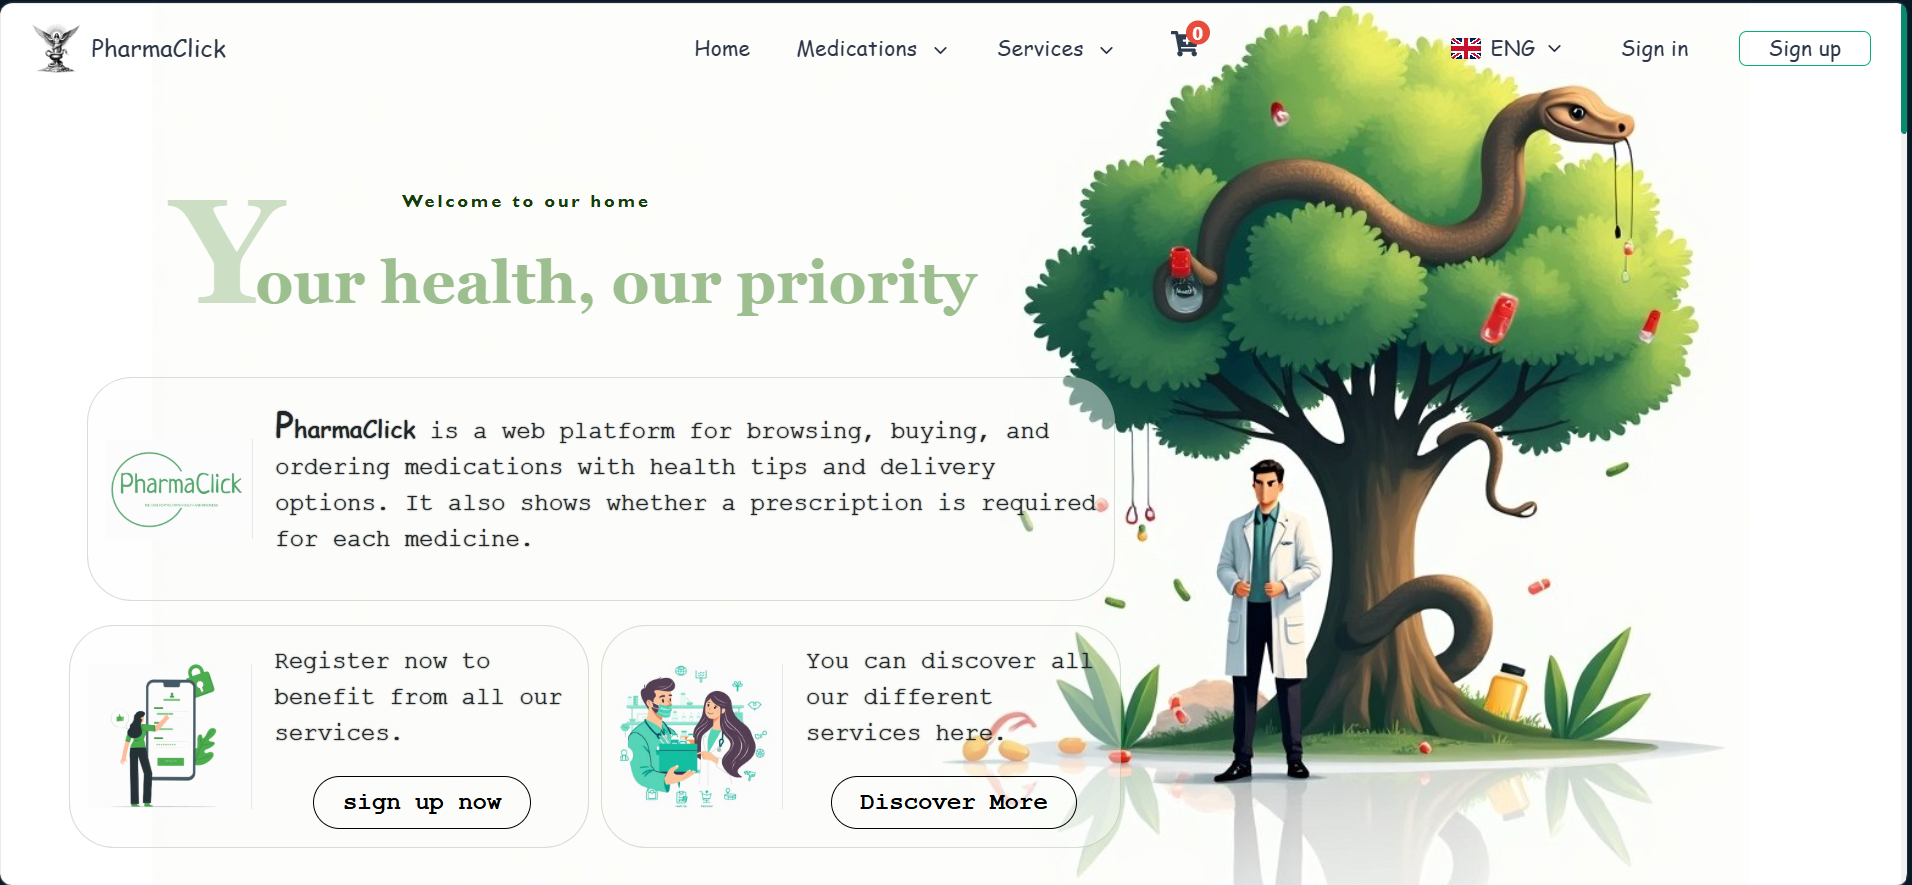 PharmaClick
Home
Medications
Services
0
ENG
Sign in
Sign up
Welcome to our home
Your health, our priority
PharmaClick
PharmaClick is a web platform for browsing, buying, and
ordering medications with health tips and delivery
options. It also shows whether a prescription is required
for each medicine.
Register now to
benefit from all our
services.
sign up now
You can discover all
our different
services here.
Discover More